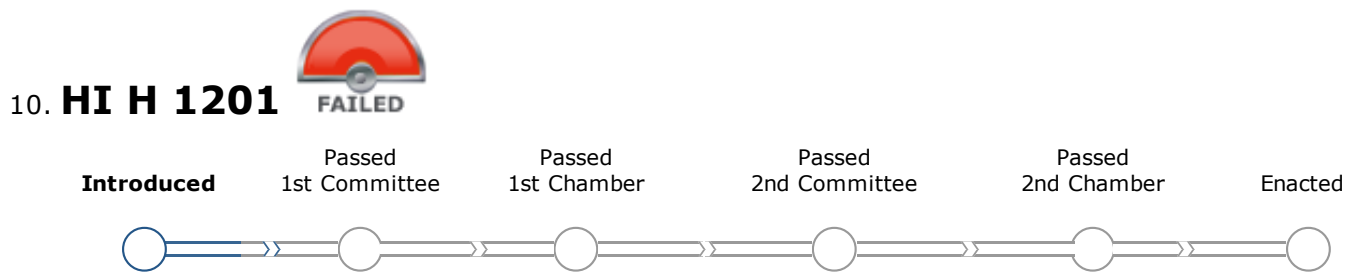 10. HI H 1201 FAILED
Passed Passed Passed Passed
Introduced 1st Committee 1st Chamber 2nd Committee 2nd Chamber Enacted